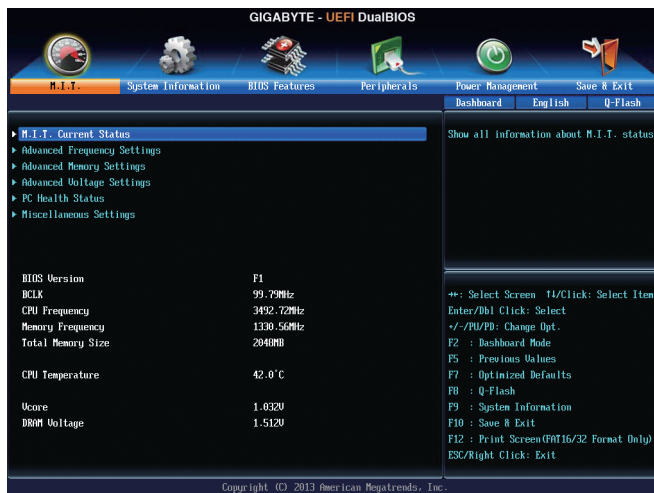 GIGABYTE - UEFI DualBIOS
M.I.T. System Information BIOS Features Peripherals Power Management Save & Exit
Dashboard English Q-Flash
M.I.T. Current Status
Advanced Frequency Settings
Advanced Memory Settings
Advanced Voltage Settings
PC Health Status
Miscellaneous Settings
Show all information about M.I.T. status
BIOS Version F1
BCLK 99.79MHz
CPU Frequency 3492.72MHz
Memory Frequency 1330.56MHz
Total Memory Size 2048MB
CPU Temperature 42.0°C
Vcore 1.032V
DRAM Voltage 1.512V
→←: Select Screen ↑↓/Click: Select Item
Enter/Dbl Click: Select
+/-/PU/PD: Change Opt.
F2 : Dashboard Mode
F5 : Previous Values
F7 : Optimized Defaults
F8 : Q-Flash
F9 : System Information
F10 : Save & Exit
F12 : Print Screen(FAT16/32 Format Only)
ESC/Right Click: Exit
Copyright (C) 2013 American Megatrends, Inc.